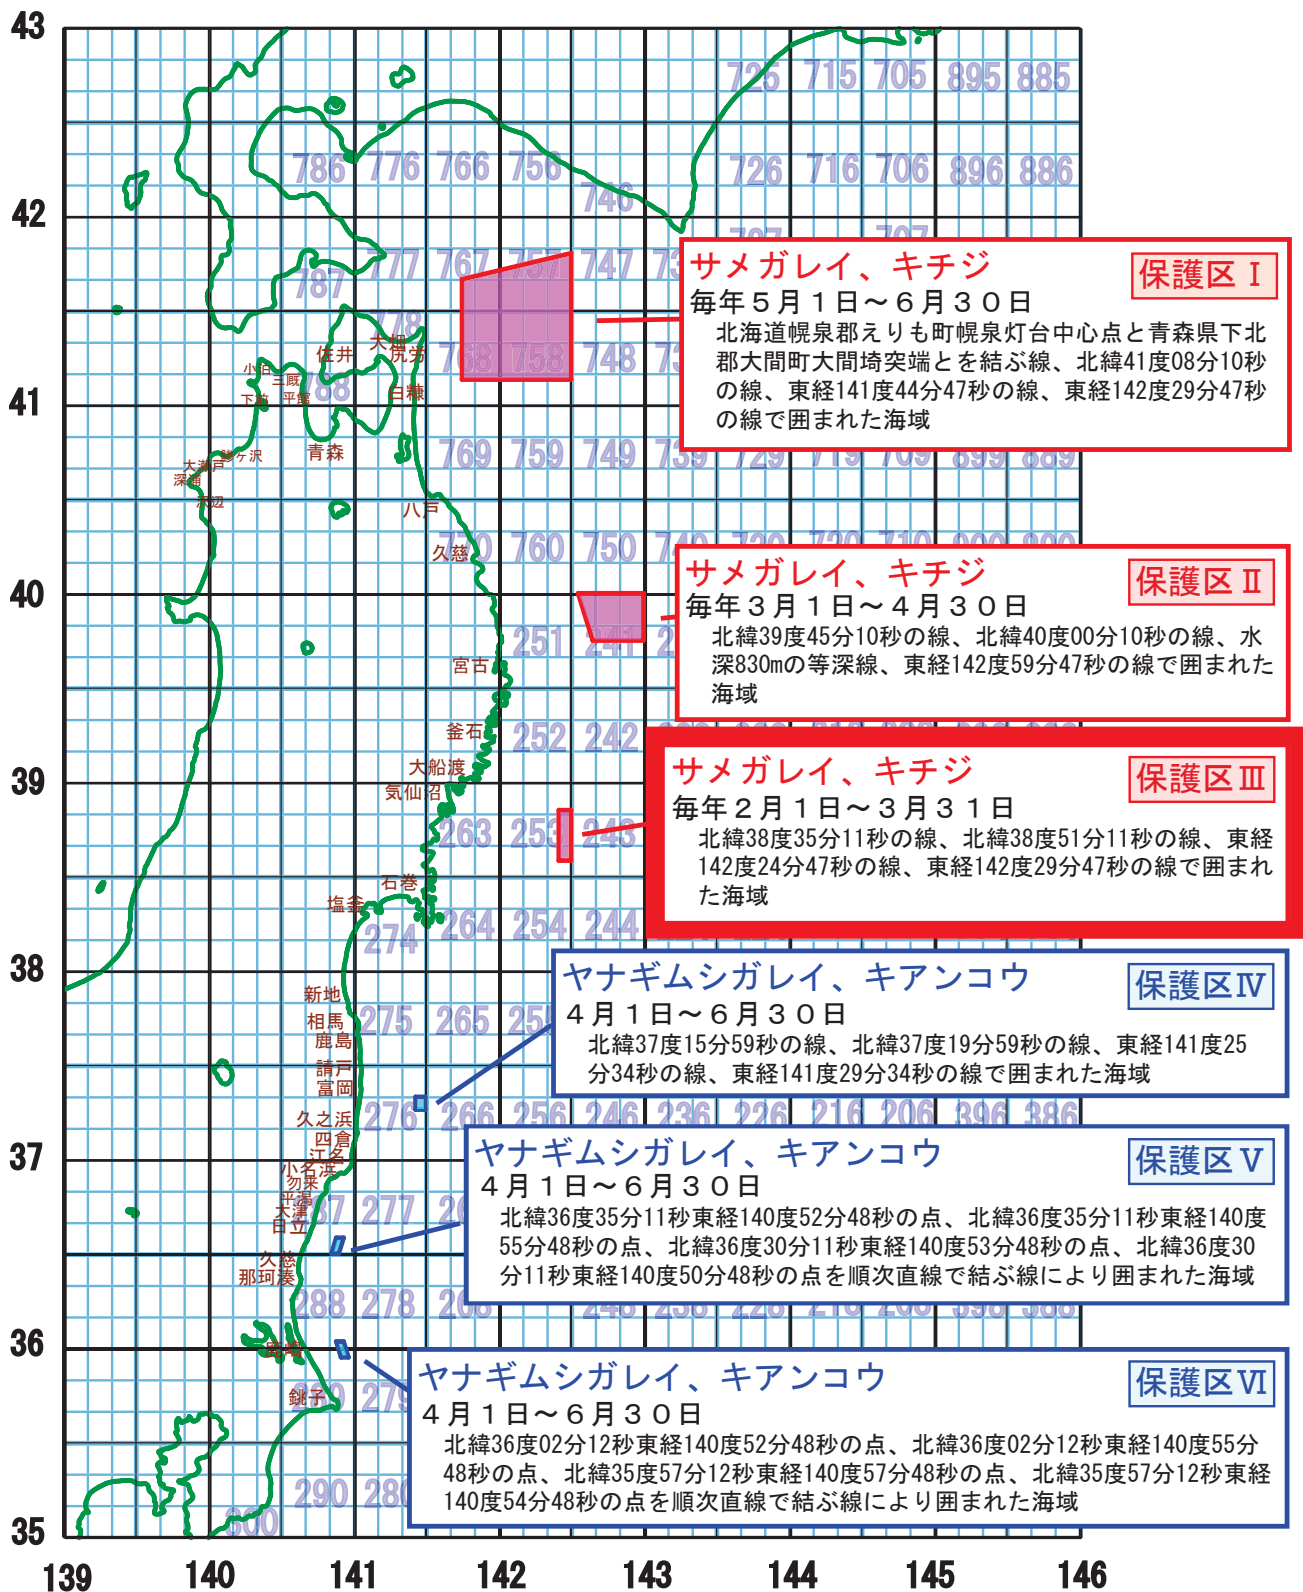 43
725 715 705 895 885
786 776 766 756
726 716 706 896 886
746
42
777 767 757 747
787
サメガレイ、キチジ
保護区Ⅰ
毎年５月１日～６月３０日
北海道幌泉郡えりも町幌泉灯台中心点と青森県下北
郡大間町大間埼突端とを結ぶ線、北緯41度08分10秒
の線、東経141度44分47秒の線、東経142度29分47秒
の線で囲まれた海域
778
大畑
佐井 尻労
768 758 748
小泊
三厩
788
白糠
下前 平館
41
青森
鰺ヶ沢
大瀬戸
深浦
769 759 749 739 729 719 709 899 889
八戸
久慈
770 760 750
サメガレイ、キチジ
保護区Ⅱ
毎年３月１日～４月３０日
北緯39度45分10秒の線、北緯40度00分10秒の線、水
深830mの等深線、東経142度59分47秒の線で囲まれた
海域
40
251 241
宮古
釜石
252 242
大船渡
39
気仙沼
サメガレイ、キチジ
保護区Ⅲ
毎年２月１日～３月３１日
北緯38度35分11秒の線、北緯38度51分11秒の線、東経
142度24分47秒の線、東経142度29分47秒の線で囲まれ
た海域
263 253 243
石巻
塩釜
274 264 254 244
38
ヤナギムシガレイ、キアンコウ
保護区Ⅳ
４月１日～６月３０日
北緯37度15分59秒の線、北緯37度19分59秒の線、東経141度25
分34秒の線、東経141度29分34秒の線で囲まれた海域
新地
相馬
275 265 255
鹿島
請戸
富岡
久之浜
276 266 256 246 236 226 216 206 396 386
四倉
江名
37
小名浜
勿来
平潟
大津
日立
287 277
ヤナギムシガレイ、キアンコウ
保護区Ⅴ
４月１日～６月３０日
北緯36度35分11秒東経140度52分48秒の点、北緯36度35分11秒東経140度
55分48秒の点、北緯36度30分11秒東経140度53分48秒の点、北緯36度30
分11秒東経140度50分48秒の点を順次直線で結ぶ線により囲まれた海域
久慈
那珂湊
288 278 268 248 238 228 218 208 398 388
36
鹿嶋
銚子
289 279
ヤナギムシガレイ、キアンコウ
保護区Ⅵ
４月１日～６月３０日
北緯36度02分12秒東経140度52分48秒の点、北緯36度02分12秒東経140度55分
48秒の点、北緯35度57分12秒東経140度57分48秒の点、北緯35度57分12秒東経
140度54分48秒の点を順次直線で結ぶ線により囲まれた海域
290 280
300
35
139 140 141 142 143 144 145 146